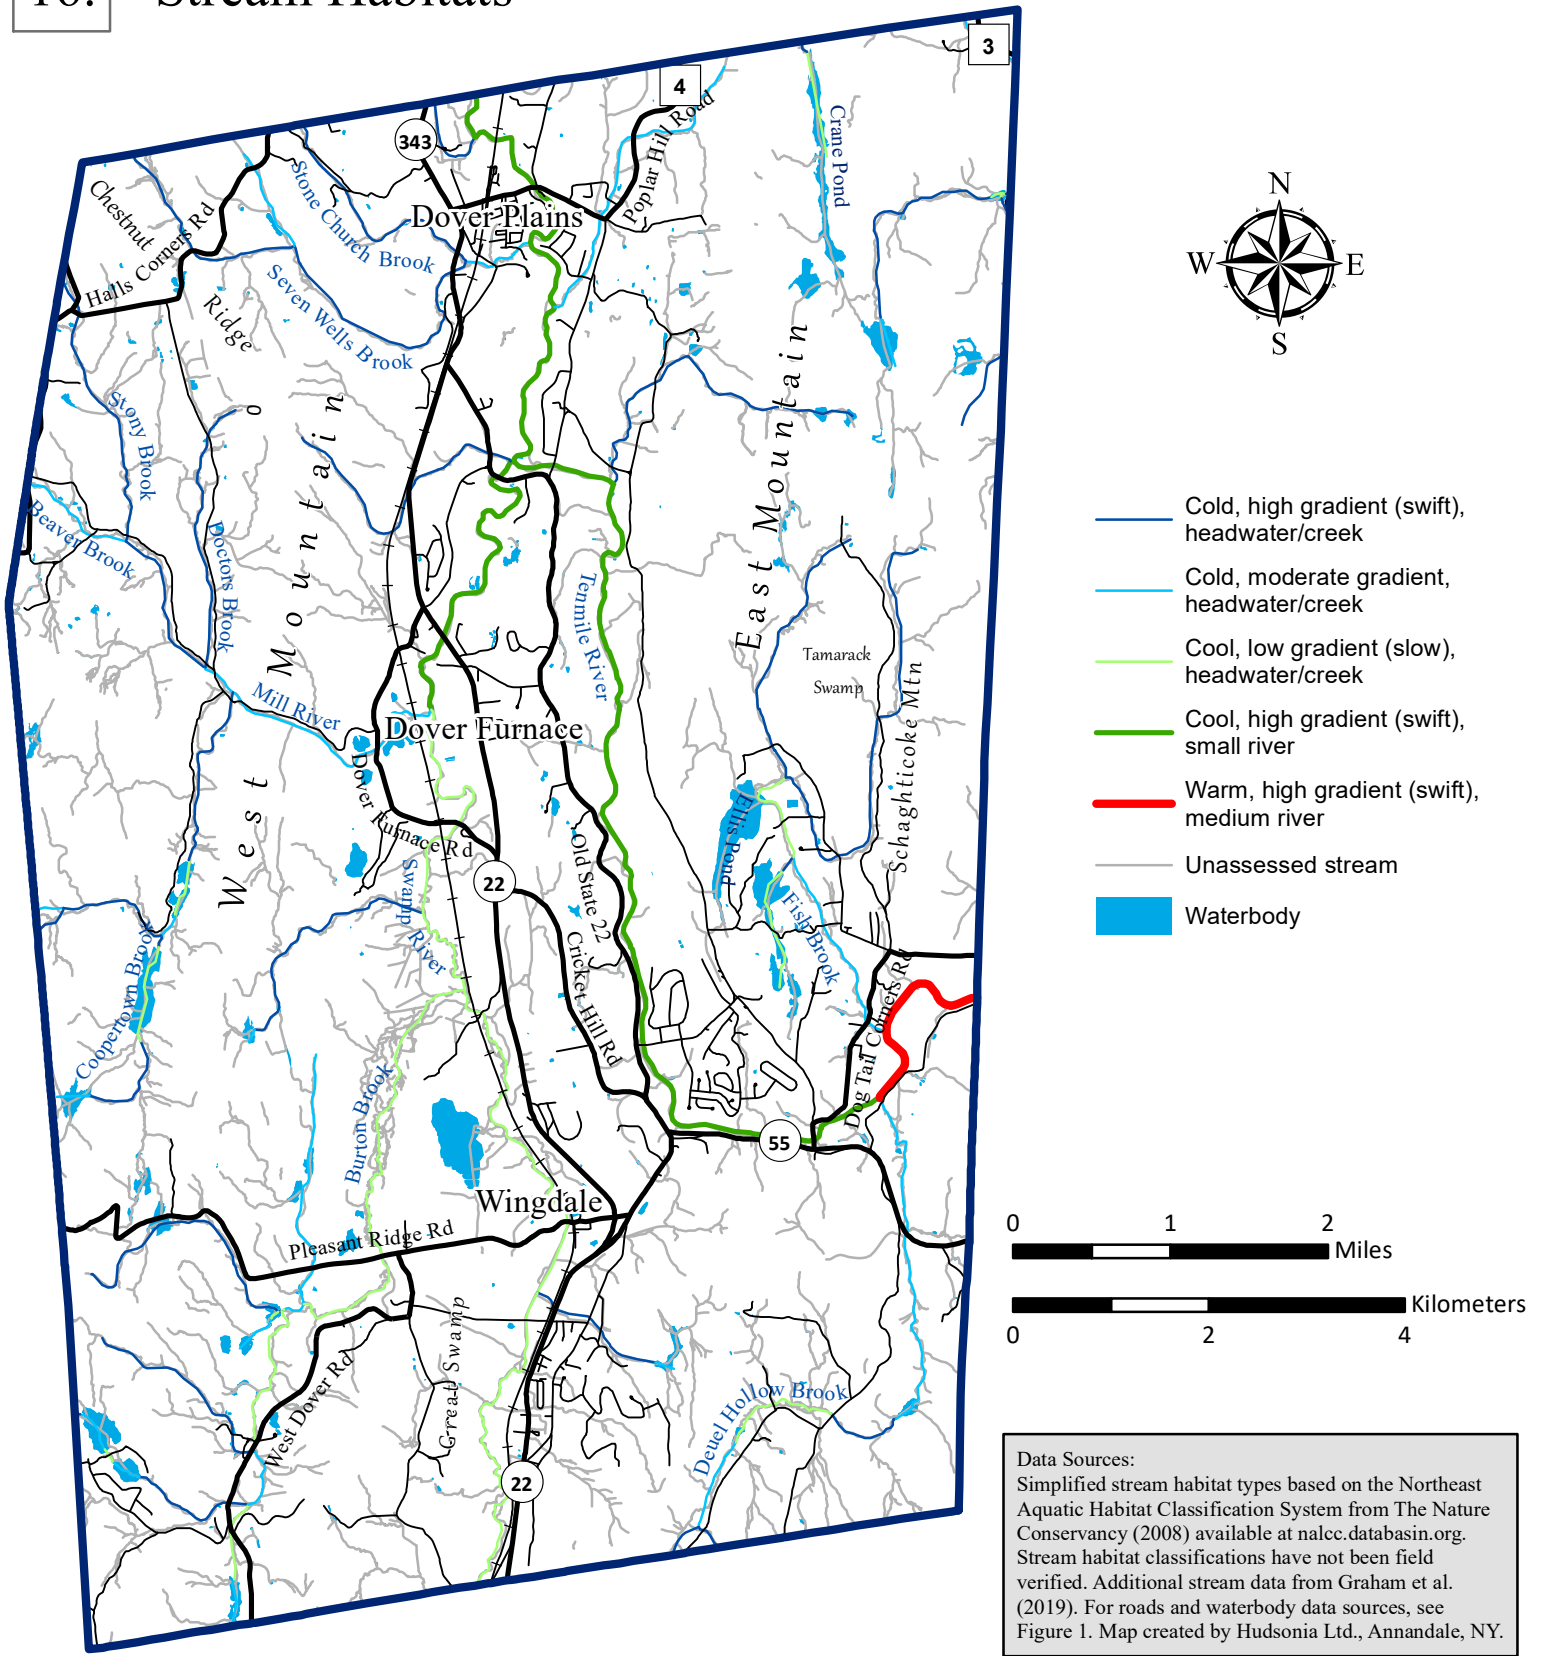 10.
Stream Habitats
3
4
343
Poplar Hill Road
Crane Pond
Chestnut
Ridge
Halls Corners Rd
Stone Church Brook
Dover Plains
Seven Wells Brook
N
W
E
S
Stony Brook
Beaver Brook
Doctors Brook
West Mountain
East Mountain
Tenmile River
Tamarack
Swamp
Schaghticoke Mtn
Mill River
Dover Furnace
Dover Furnace Rd
Ellis pond
Old State 22
22
Swamp River
Cricket Hill Rd
Fish Brook
Coopertown Brook
Dog Tail Corners Rd
Burton Brook
55
Wingdale
Pleasant Ridge Rd
Great Swamp
West Dover Rd
Deuel Hollow Brook
22
Cold, high gradient (swift),
headwater/creek
Cold, moderate gradient,
headwater/creek
Cool, low gradient (slow),
headwater/creek
Cool, high gradient (swift),
small river
Warm, high gradient (swift),
medium river
Unassessed stream
Waterbody
0 1 2
Miles
Kilometers
0 2 4
Data Sources:
Simplified stream habitat types based on the Northeast
Aquatic Habitat Classification System from The Nature
Conservancy (2008) available at nalcc.databasin.org.
Stream habitat classifications have not been field
verified. Additional stream data from Graham et al.
(2019). For roads and waterbody data sources, see
Figure 1. Map created by Hudsonia Ltd., Annandale, NY.